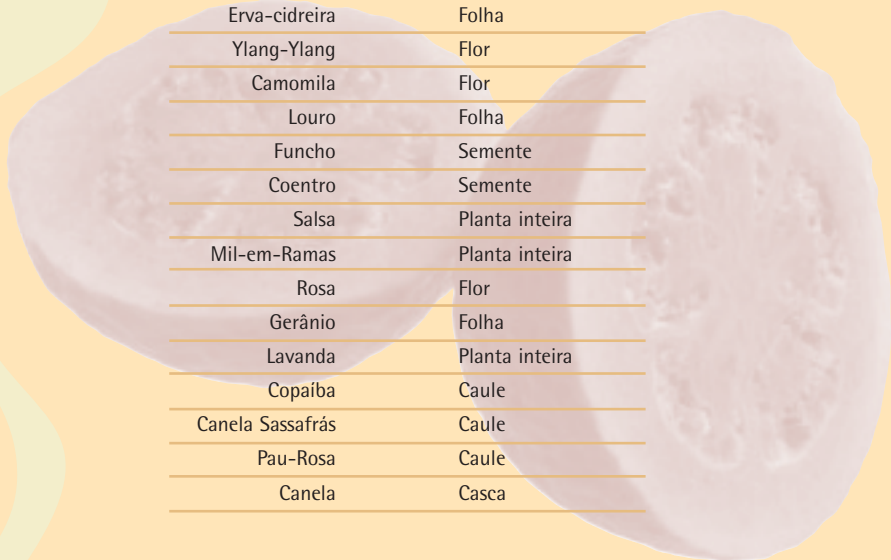 Erva-cidreira Folha
Ylang-Ylang Flor
Camomila Flor
Louro Folha
Funcho Semente
Coentro Semente
Salsa Planta inteira
Mil-em-Ramas Planta inteira
Rosa Flor
Gerânio Folha
Lavanda Planta inteira
Copaíba Caule
Canela Sassafrás Caule
Pau-Rosa Caule
Canela Casca